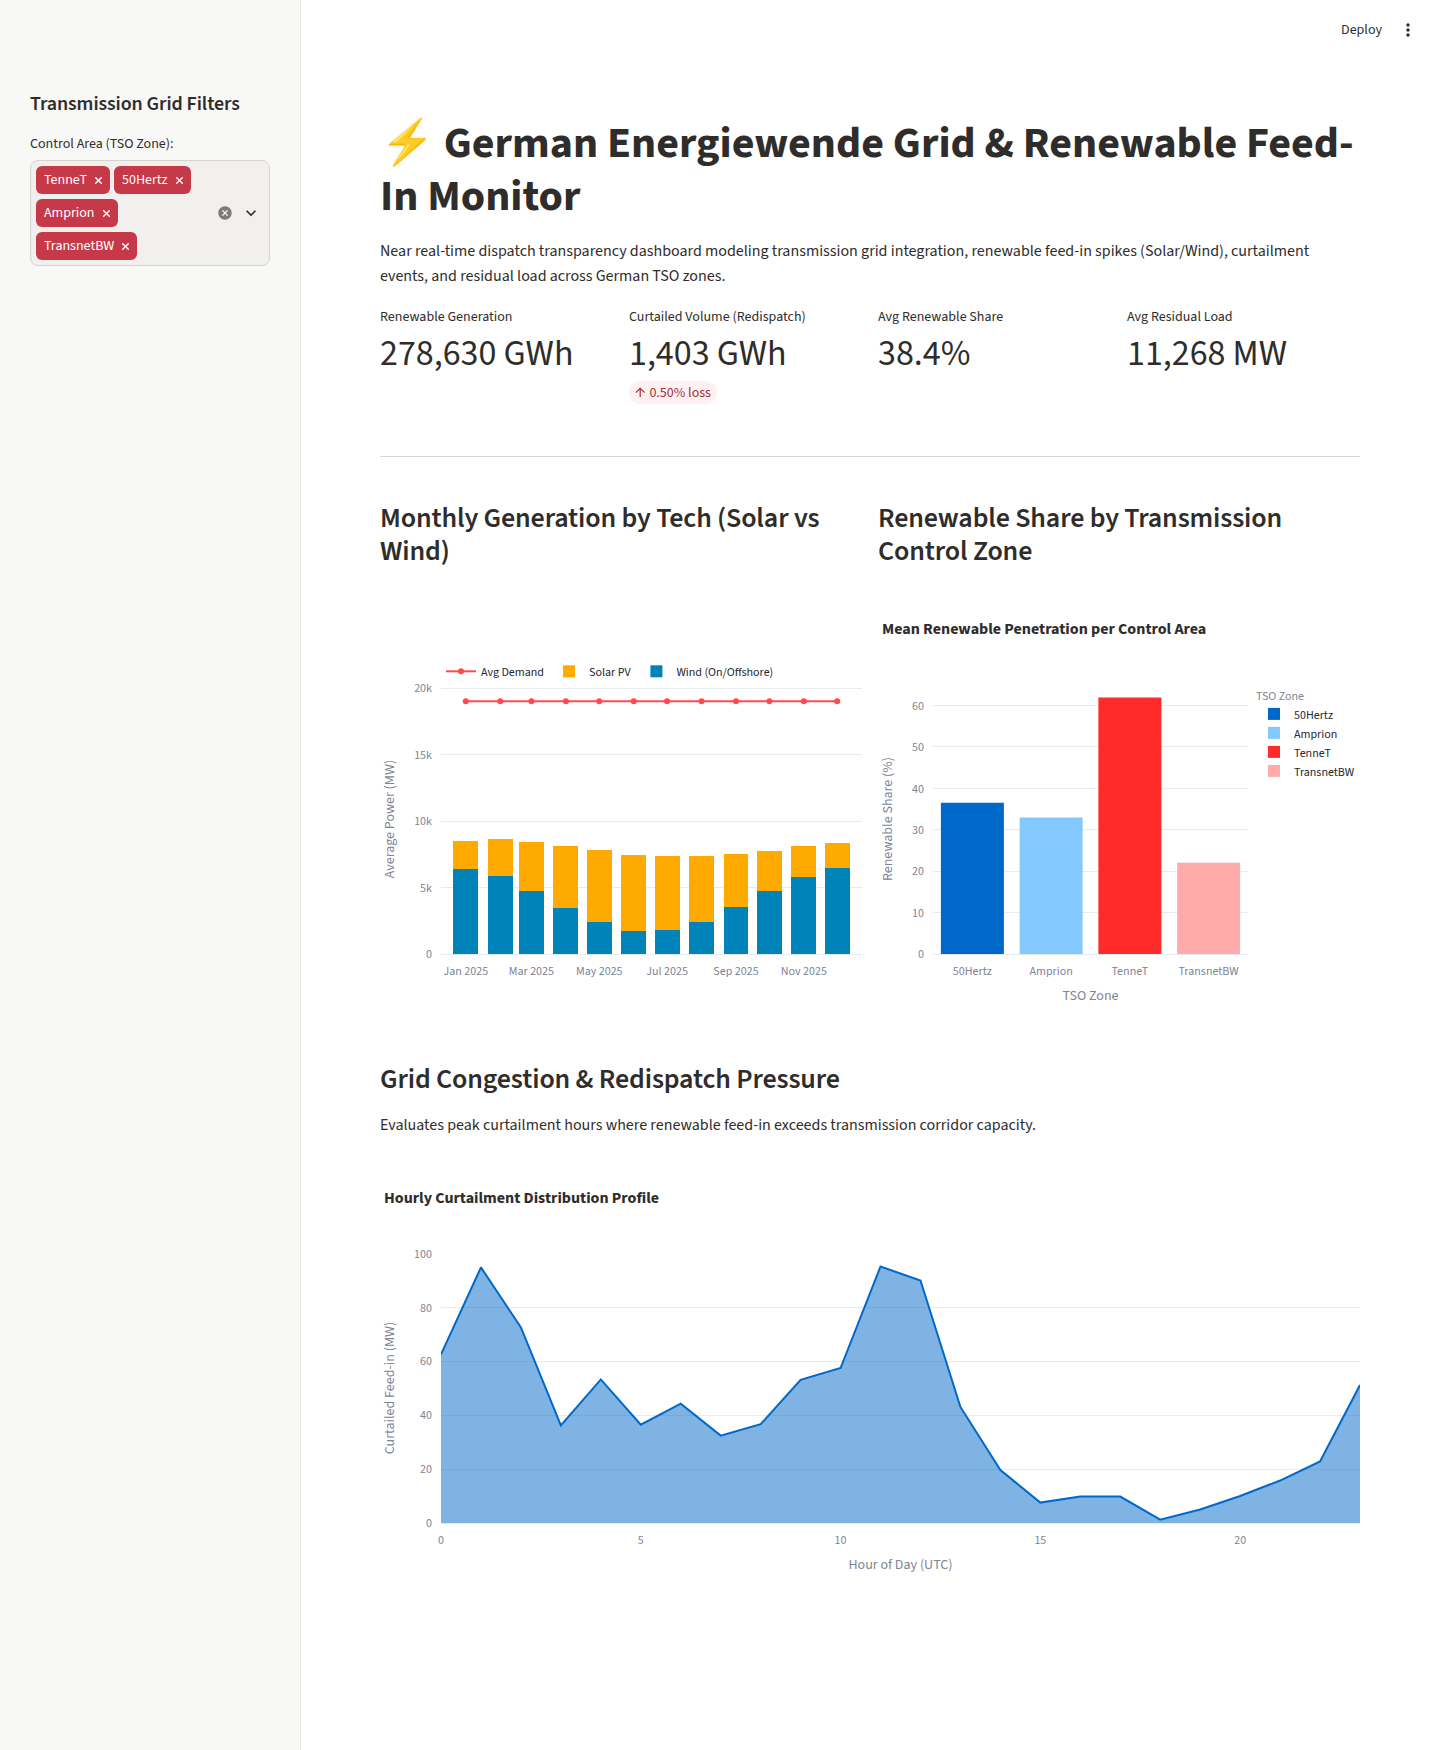 Deploy
Transmission Grid Filters
Control Area (TSO Zone):
TenneT
50Hertz
Amprion
TransnetBW
⚡ German Energiewende Grid & Renewable Feed-
In Monitor
Near real-time dispatch transparency dashboard modeling transmission grid integration, renewable feed-in spikes (Solar/Wind), curtailment
events, and residual load across German TSO zones.
Renewable Generation
278,630 GWh
Curtailed Volume (Redispatch)
1,403 GWh
↑ 0.50% loss
Avg Renewable Share
38.4%
Avg Residual Load
11,268 MW
Monthly Generation by Tech (Solar vs
Wind)
Avg Demand
Solar PV
Wind (On/Offshore)
Average Power (MW)
20k
15k
10k
5k
0
Jan 2025
Mar 2025
May 2025
Jul 2025
Sep 2025
Nov 2025
Renewable Share by Transmission
Control Zone
Mean Renewable Penetration per Control Area
TSO Zone
50Hertz
Amprion
TenneT
TransnetBW
Renewable Share (%)
60
50
40
30
20
10
0
50Hertz
Amprion
TenneT
TransnetBW
TSO Zone
Grid Congestion & Redispatch Pressure
Evaluates peak curtailment hours where renewable feed-in exceeds transmission corridor capacity.
Hourly Curtailment Distribution Profile
Curtailed Feed-in (MW)
100
80
60
40
20
0
0
5
10
15
20
Hour of Day (UTC)